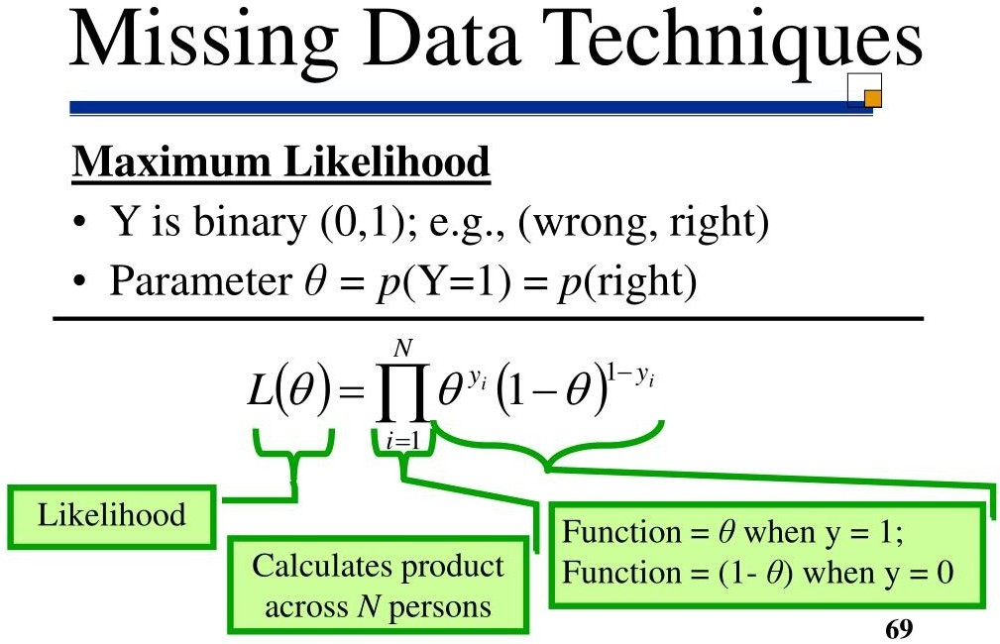 Missing Data Techniques
Maximum Likelihood
• Y is binary (0,1); e.g., (wrong, right)
• Parameter θ = p(Y=1) = p(right)
L(θ) = ∏_{i=1}^{N} θ^{y_i} (1 − θ)^{1−y_i}
Likelihood
Calculates product
across N persons
Function = θ when y = 1;
Function = (1- θ) when y = 0
69